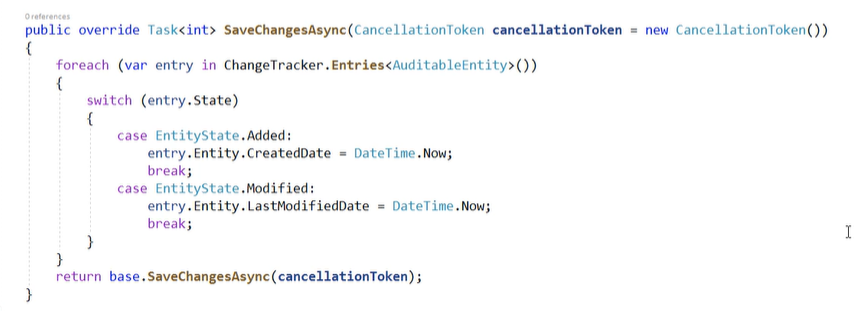 0 references
public override Task<int> SaveChangesAsync(CancellationToken cancellationToken = new CancellationToken())
{
    foreach (var entry in ChangeTracker.Entries<AuditableEntity>())
    {
        switch (entry.State)
        {
            case EntityState.Added:
                entry.Entity.CreatedDate = DateTime.Now;
                break;
            case EntityState.Modified:
                entry.Entity.LastModifiedDate = DateTime.Now;
                break;
        }
    }
    return base.SaveChangesAsync(cancellationToken);
}